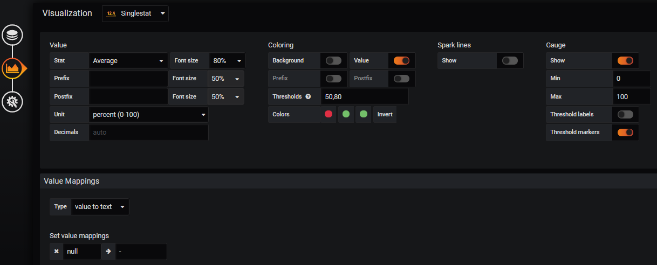 Visualization Singlestat
Value
Stat Average Font size 80%
Prefix Font size 50%
Postfix Font size 50%
Unit percent (0 100)
Decimals auto
Coloring
Background Value
Prefix Postfix
Thresholds 50,80
Colors Invert
Spark lines
Show
Gauge
Show
Min 0
Max 100
Threshold labels
Threshold markers
Value Mappings
Type value to text
Set value mappings
null -